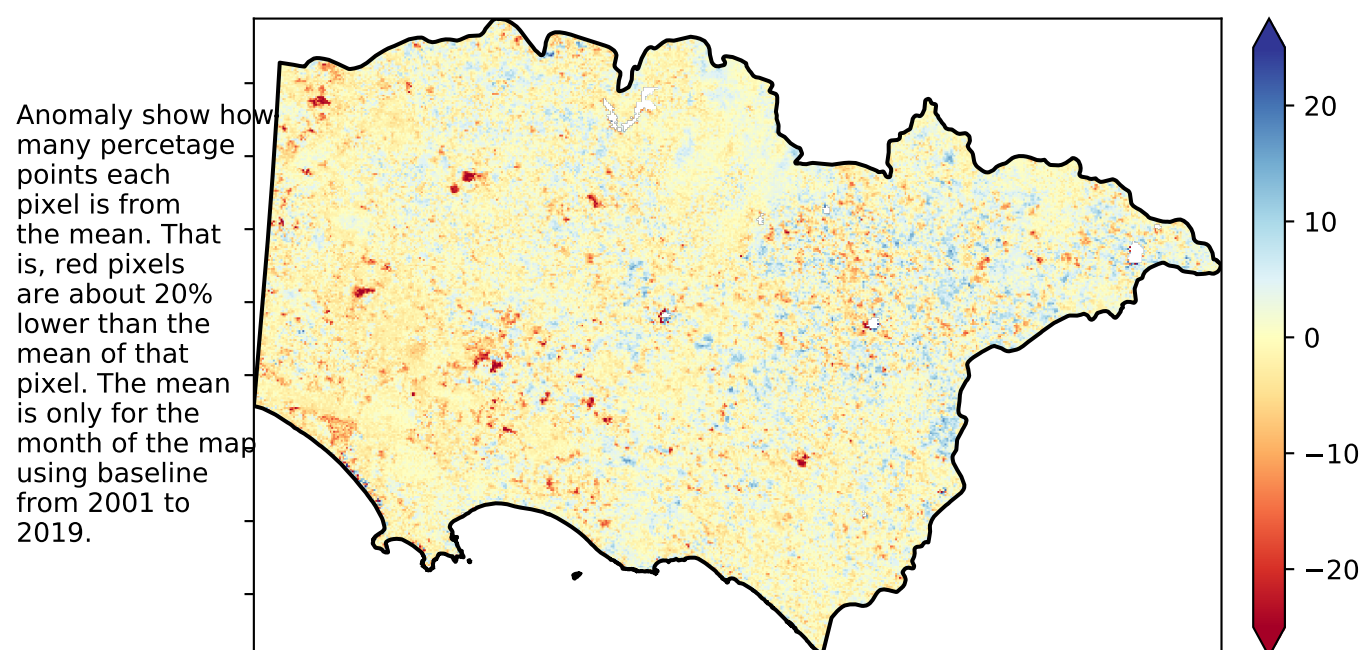 Anomaly show how
many percetage
points each
pixel is from
the mean. That
is, red pixels
are about 20%
lower than the
mean of that
pixel. The mean
is only for the
month of the map
using baseline
from 2001 to
2019.
20
10
0
−10
−20